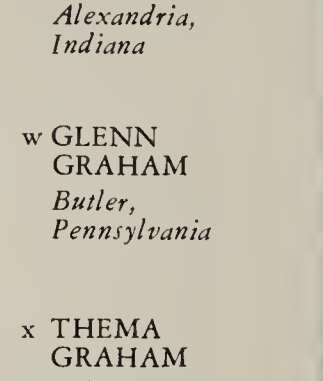 Alexandria,
Indiana
w GLENN
GRAHAM
Butler,
Pennsylvania
x THEMA
GRAHAM